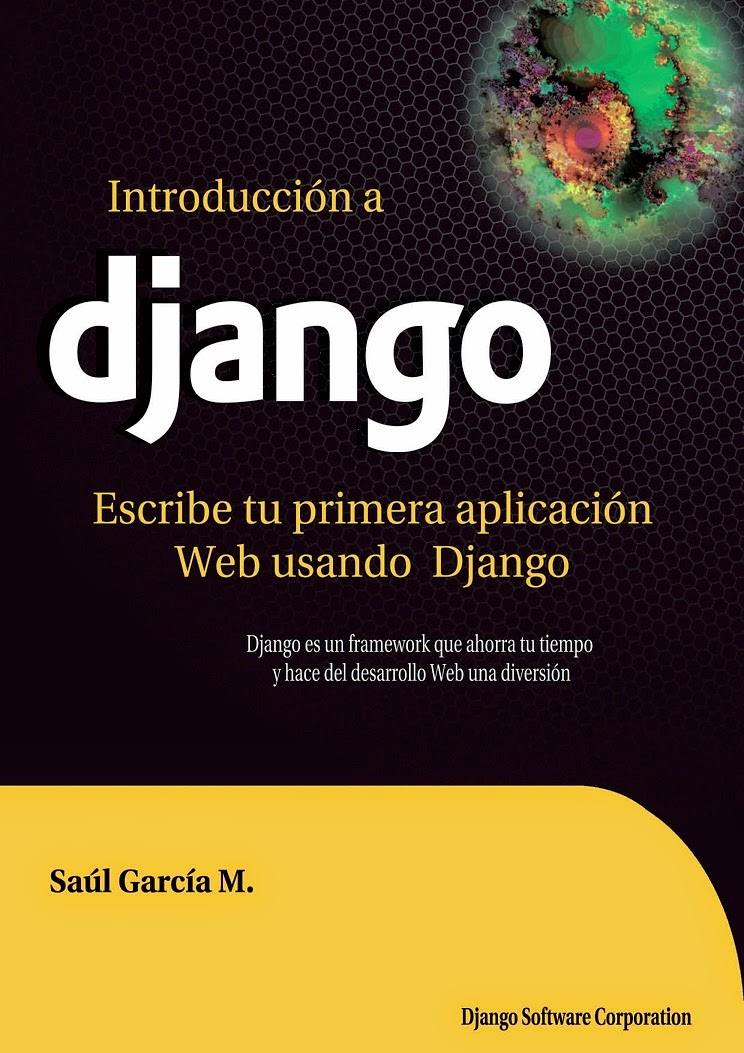 Introducción a
django
Escribe tu primera aplicación
Web usando Django
Django es un framework que ahorra tu tiempo
y hace del desarrollo Web una diversión
Saúl García M.
Django Software Corporation